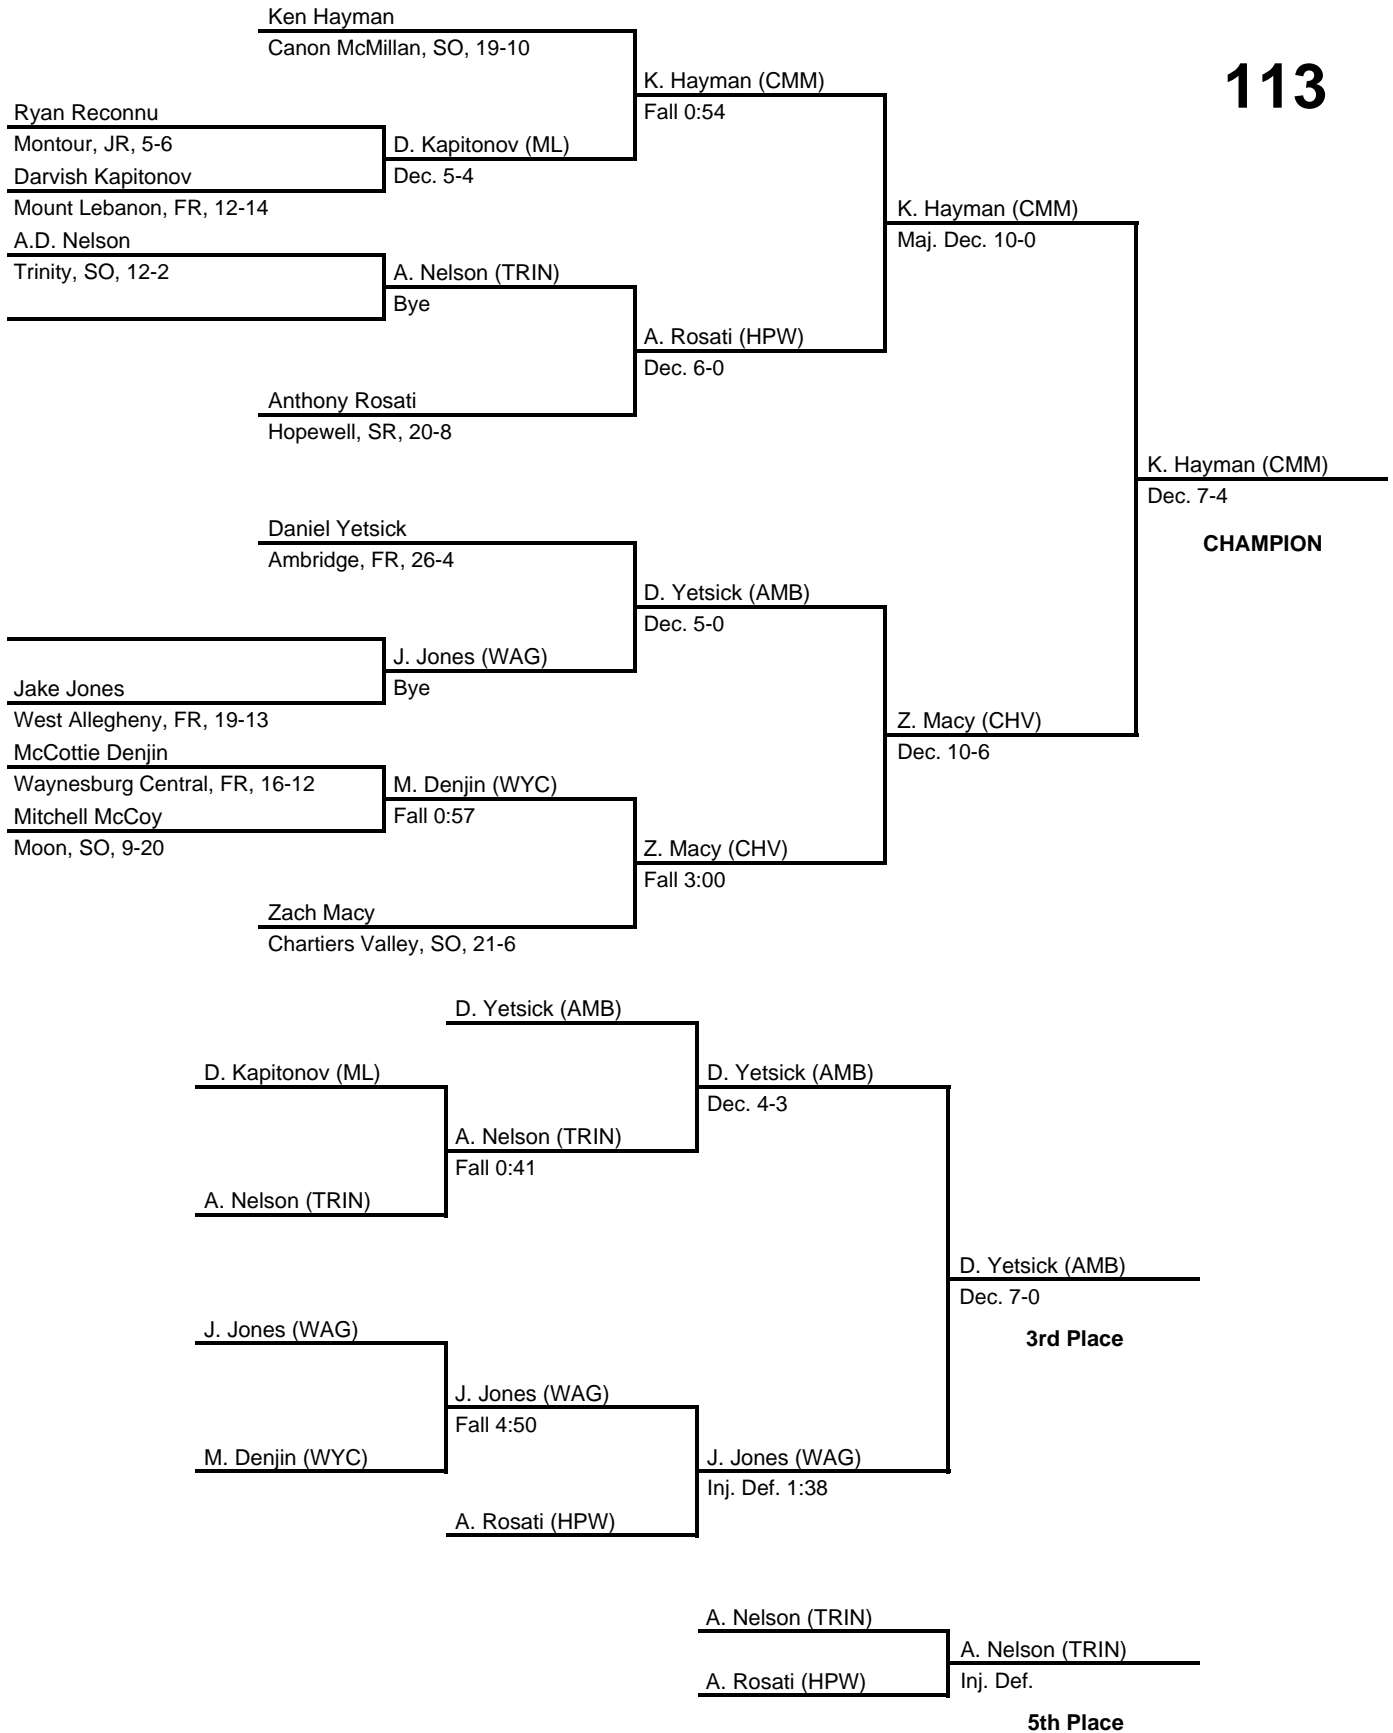 Ken Hayman
Canon McMillan, SO, 19-10
113
K. Hayman (CMM)
Fall 0:54
Ryan Reconnu
Montour, JR, 5-6
D. Kapitonov (ML)
Darvish Kapitonov
Dec. 5-4
Mount Lebanon, FR, 12-14
K. Hayman (CMM)
A.D. Nelson
Maj. Dec. 10-0
Trinity, SO, 12-2
A. Nelson (TRIN)
Bye
A. Rosati (HPW)
Dec. 6-0
Anthony Rosati
Hopewell, SR, 20-8
K. Hayman (CMM)
Dec. 7-4
CHAMPION
Daniel Yetsick
Ambridge, FR, 26-4
D. Yetsick (AMB)
Dec. 5-0
J. Jones (WAG)
Jake Jones
Bye
West Allegheny, FR, 19-13
Z. Macy (CHV)
McCottie Denjin
Dec. 10-6
Waynesburg Central, FR, 16-12
M. Denjin (WYC)
Mitchell McCoy
Fall 0:57
Moon, SO, 9-20
Z. Macy (CHV)
Fall 3:00
Zach Macy
Chartiers Valley, SO, 21-6
D. Yetsick (AMB)
D. Kapitonov (ML)
D. Yetsick (AMB)
Dec. 4-3
A. Nelson (TRIN)
Fall 0:41
A. Nelson (TRIN)
D. Yetsick (AMB)
Dec. 7-0
3rd Place
J. Jones (WAG)
J. Jones (WAG)
Fall 4:50
M. Denjin (WYC)
J. Jones (WAG)
Inj. Def. 1:38
A. Rosati (HPW)
A. Nelson (TRIN)
A. Nelson (TRIN)
A. Rosati (HPW)
Inj. Def.
5th Place